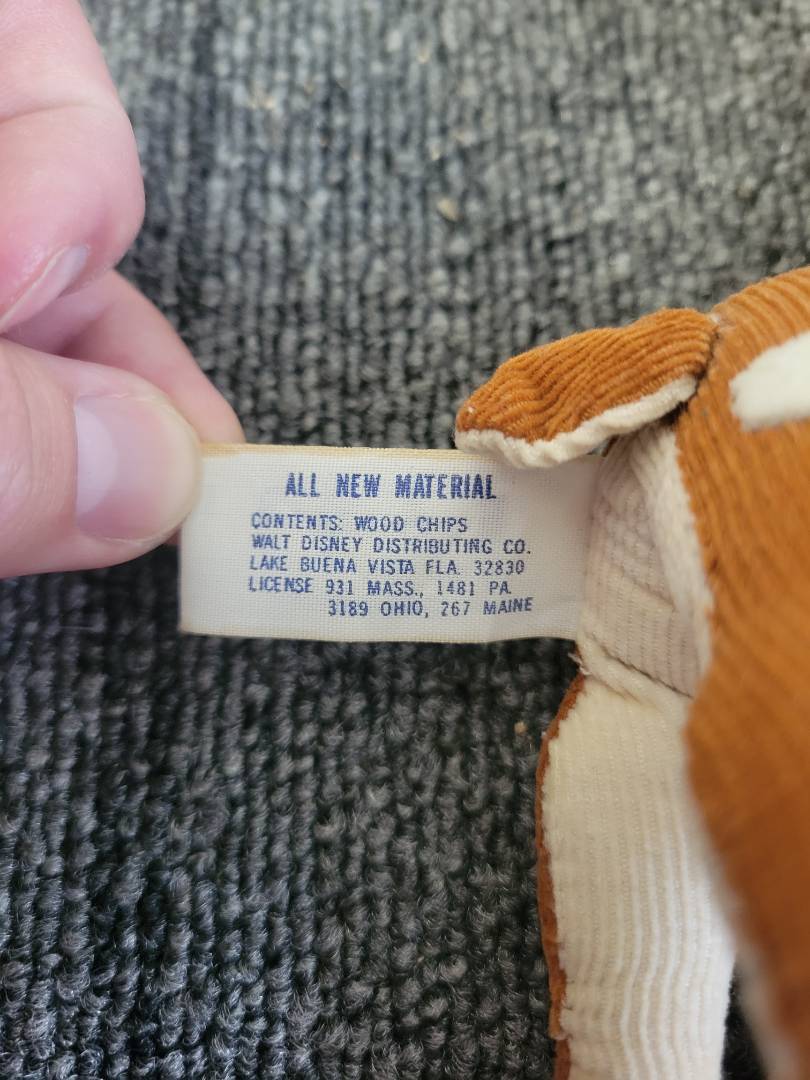 ALL NEW MATERIAL
CONTENTS: WOOD CHIPS
WALT DISNEY DISTRIBUTING CO.
LAKE BUENA VISTA FLA. 32830
LICENSE 931 MASS., 1481 PA.
3189 OHIO, 267 MAINE